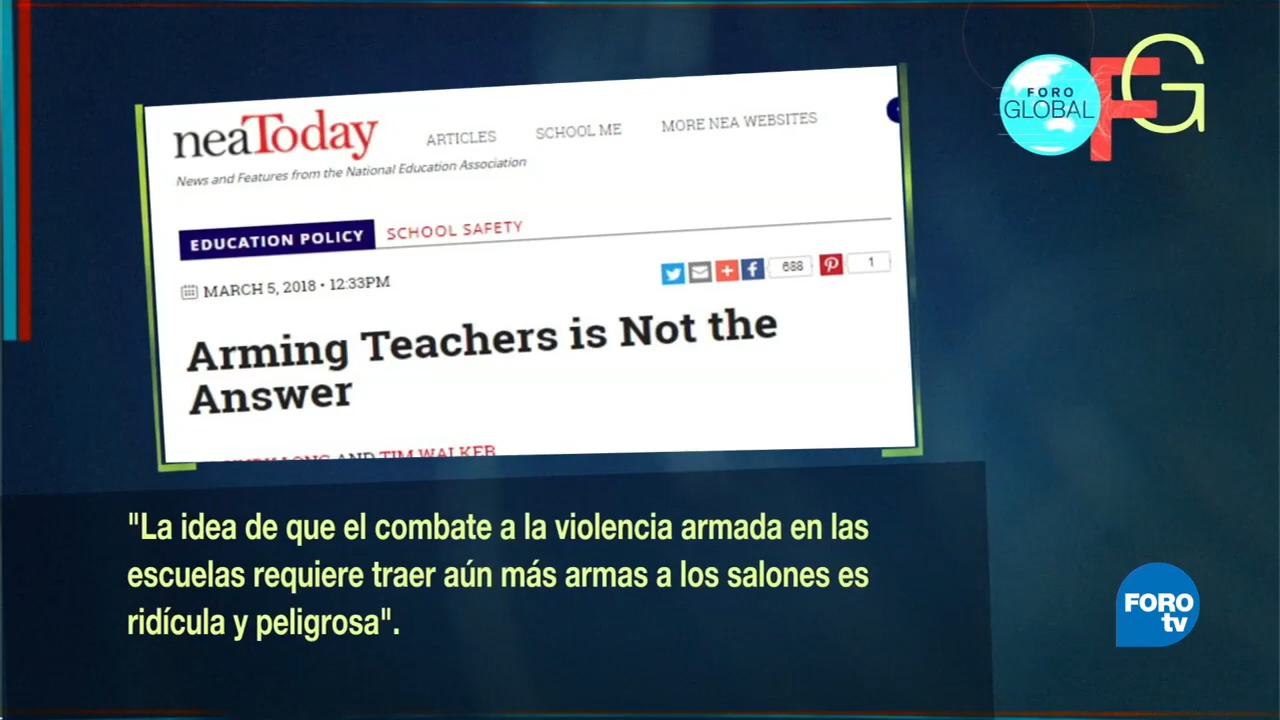 neaToday
ARTICLES SCHOOL ME MORE NEA WEBSITES
News and Features from the National Education Association
EDUCATION POLICY SCHOOL SAFETY
MARCH 5, 2018 • 12:33PM
688 1
Arming Teachers is Not the
Answer
AND TIM WALKER
FORO
GLOBAL
FG
"La idea de que el combate a la violencia armada en las
escuelas requiere traer aún más armas a los salones es
ridícula y peligrosa".
FORO
tv